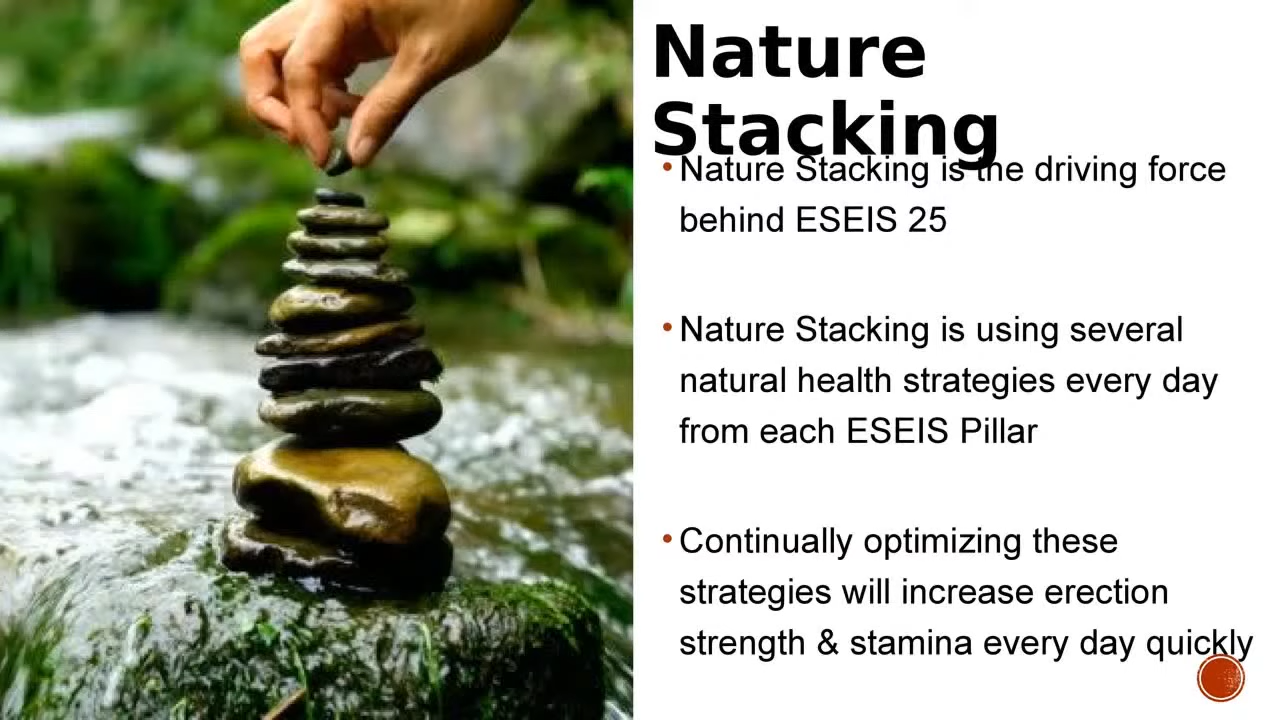 Nature
Stacking
• Nature Stacking is the driving force
behind ESEIS 25
• Nature Stacking is using several
natural health strategies every day
from each ESEIS Pillar
• Continually optimizing these
strategies will increase erection
strength & stamina every day quickly